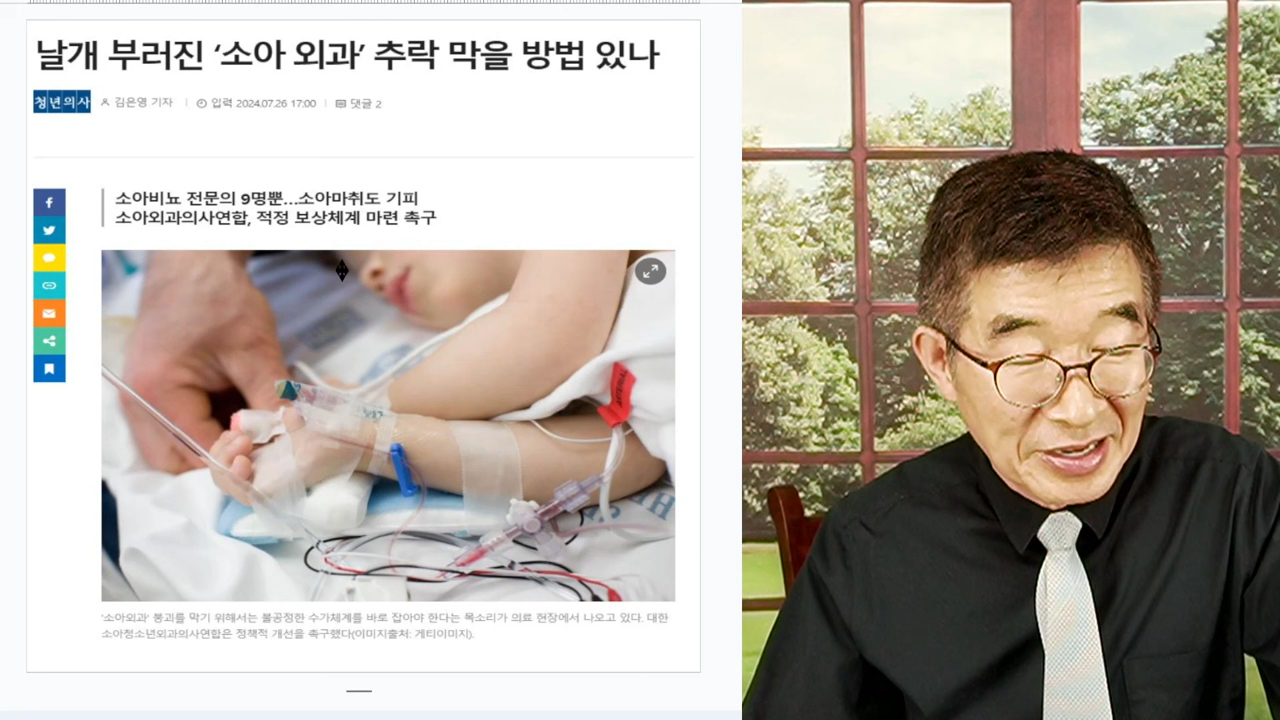 날개 부러진 ‘소아 외과’ 추락 막을 방법 있나
청년의사 김은영 기자 입력 2024.07.26 17:00 댓글 2
소아비뇨 전문의 9명뿐…소아마취도 기피
소아외과의사연합, 적정 보상체계 마련 촉구
'소아외과' 붕괴를 막기 위해서는 불공정한 수가체계를 바로 잡아야 한다는 목소리가 의료 현장에서 나오고 있다. 대한
소아청소년외과의사연합은 정책적 개선을 촉구했다(이미지출처: 게티이미지).